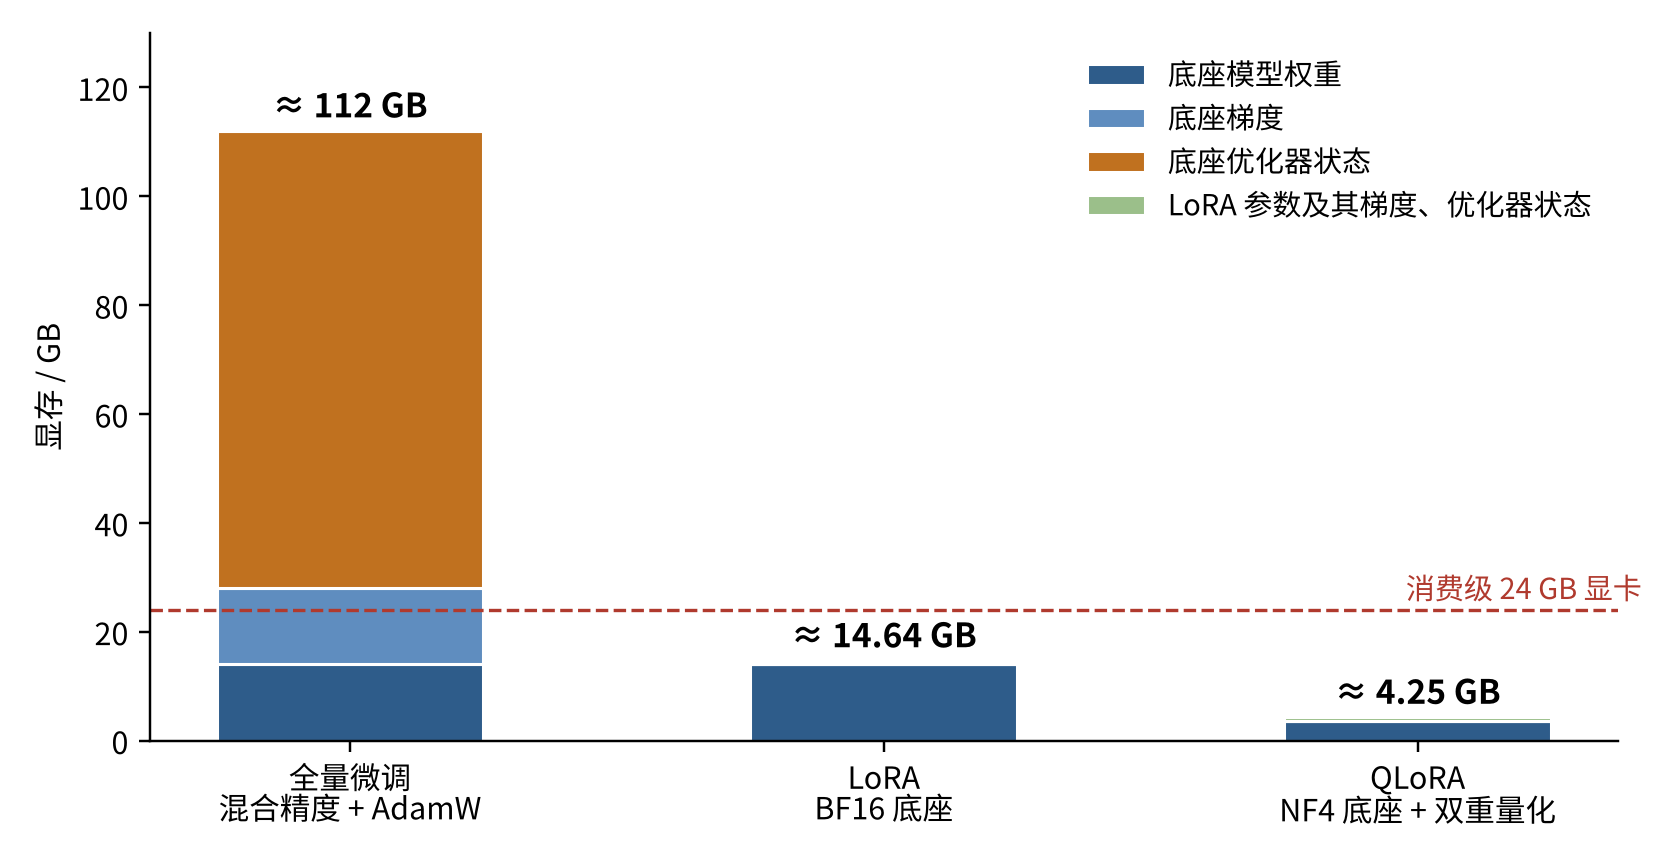 120
100
80
60
40
20
0
显存 / GB
≈ 112 GB
≈ 14.64 GB
≈ 4.25 GB
底座模型权重
底座梯度
底座优化器状态
LoRA 参数及其梯度、优化器状态
消费级 24 GB 显卡
全量微调
混合精度 + AdamW
LoRA
BF16 底座
QLoRA
NF4 底座 + 双重量化